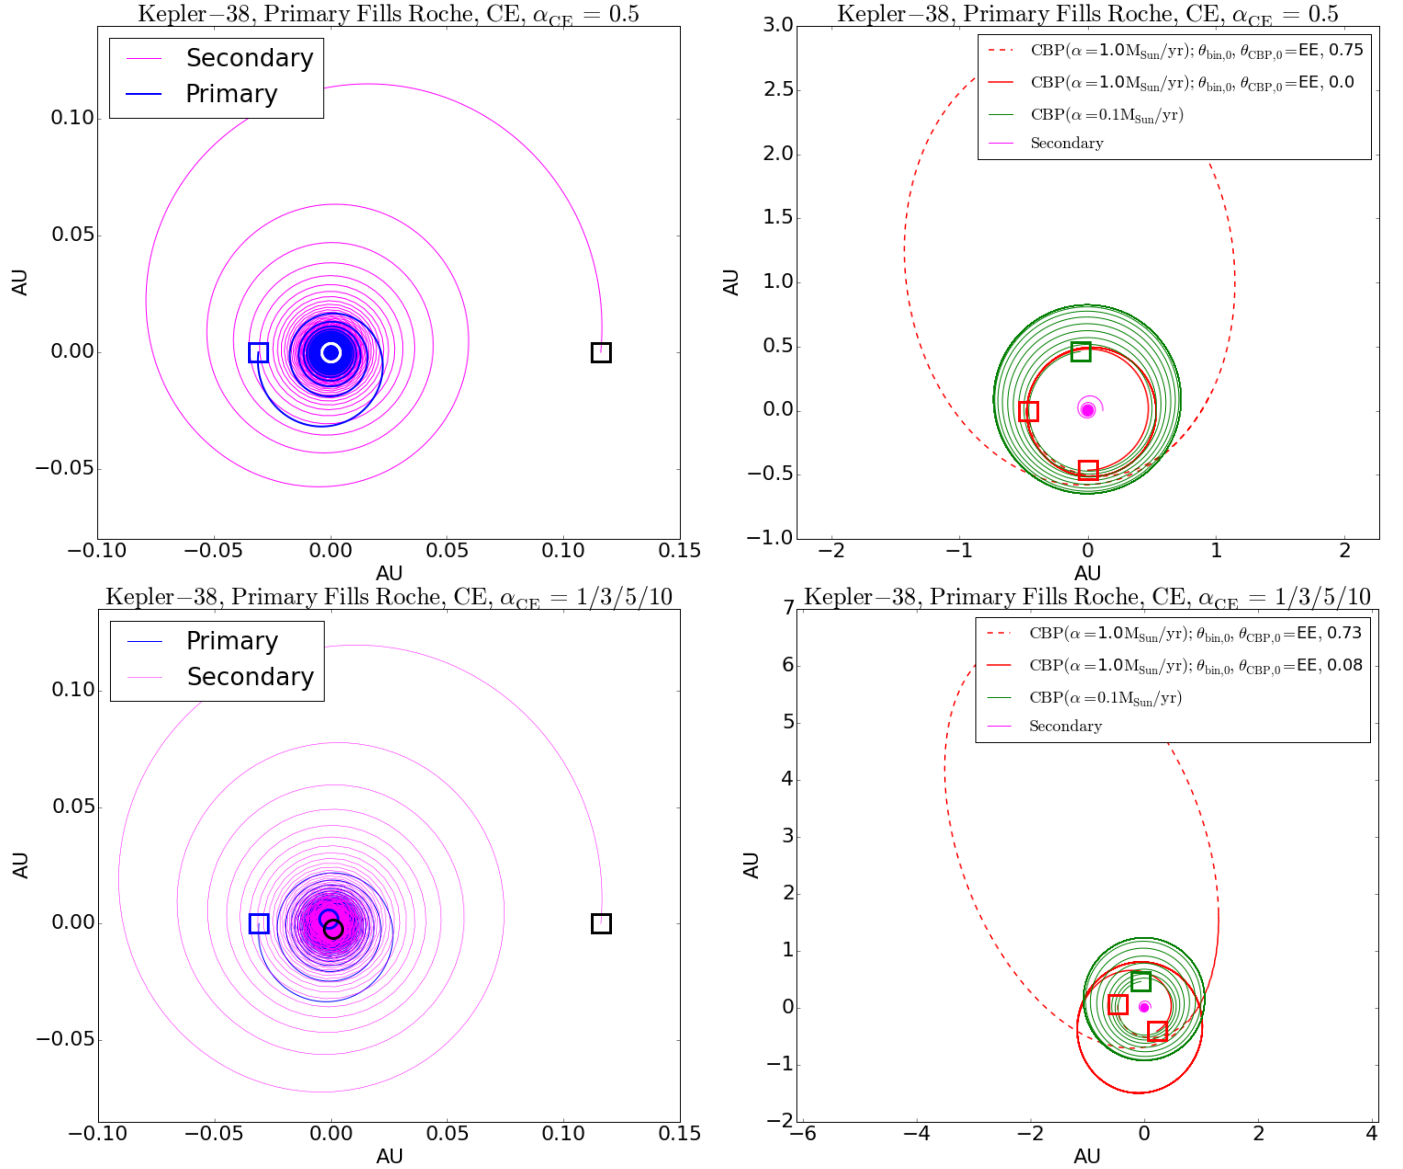 Kepler−38, Primary Fills Roche, CE, α_CE = 0.5
Secondary
Primary
0.10
0.05
0.00
−0.05
−0.10
−0.05
0.00
0.05
0.10
0.15
AU
AU
Kepler−38, Primary Fills Roche, CE, α_CE = 0.5
CBP(α=1.0M_Sun/yr); θ_bin,0, θ_CBP,0=EE, 0.75
CBP(α=1.0M_Sun/yr); θ_bin,0, θ_CBP,0=EE, 0.0
CBP(α=0.1M_Sun/yr)
Secondary
3.0
2.5
2.0
1.5
1.0
0.5
0.0
−0.5
−1.0
−2
−1
0
1
2
AU
AU
Kepler−38, Primary Fills Roche, CE, α_CE = 1/3/5/10
Primary
Secondary
0.10
0.05
0.00
−0.05
−0.10
−0.05
0.00
0.05
0.10
0.15
AU
AU
Kepler−38, Primary Fills Roche, CE, α_CE = 1/3/5/10
CBP(α=1.0M_Sun/yr); θ_bin,0, θ_CBP,0=EE, 0.73
CBP(α=1.0M_Sun/yr); θ_bin,0, θ_CBP,0=EE, 0.08
CBP(α=0.1M_Sun/yr)
Secondary
7
6
5
4
3
2
1
0
−1
−2
−6
−4
−2
0
2
4
AU
AU